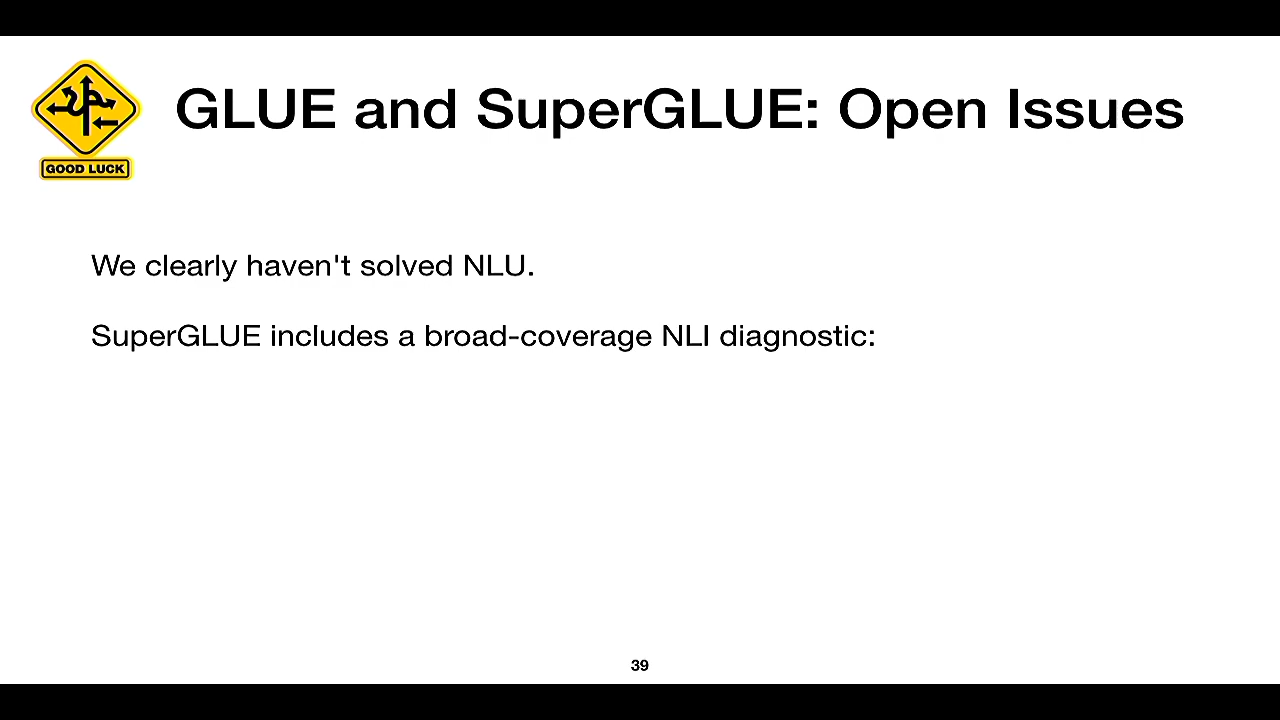 GLUE and SuperGLUE: Open Issues
GOOD LUCK
We clearly haven't solved NLU.
SuperGLUE includes a broad-coverage NLI diagnostic:
39